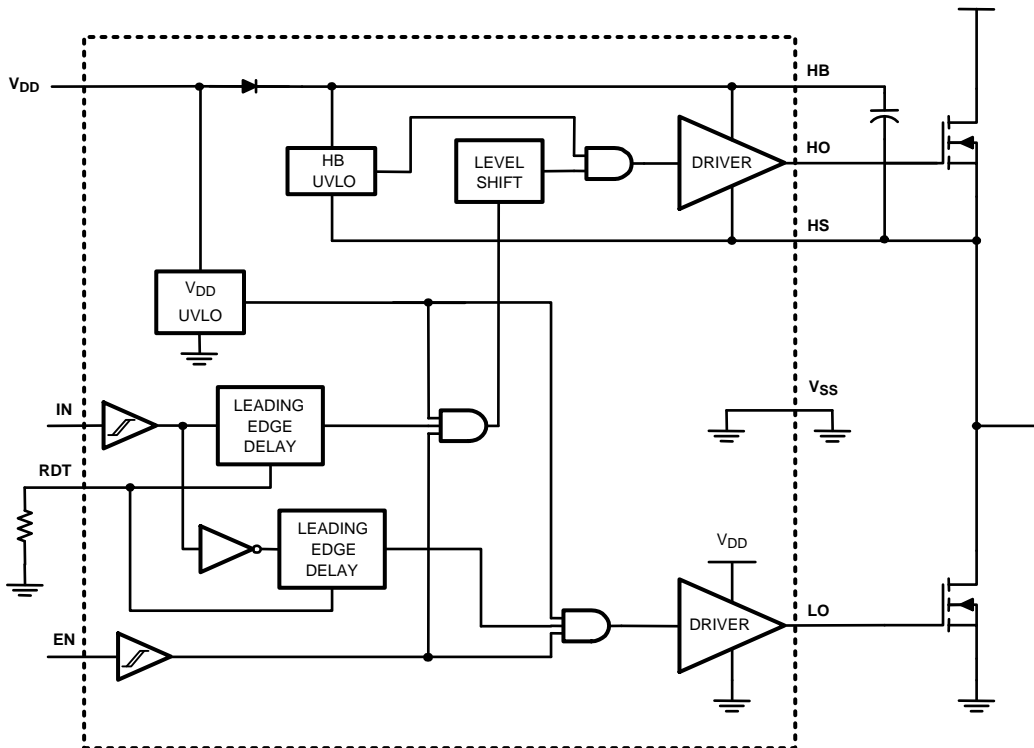 VDD
HB
HB
UVLO
LEVEL
SHIFT
DRIVER
HO
HS
VDD
UVLO
IN
LEADING
EDGE
DELAY
VSS
RDT
LEADING
EDGE
DELAY
VDD
DRIVER
LO
EN